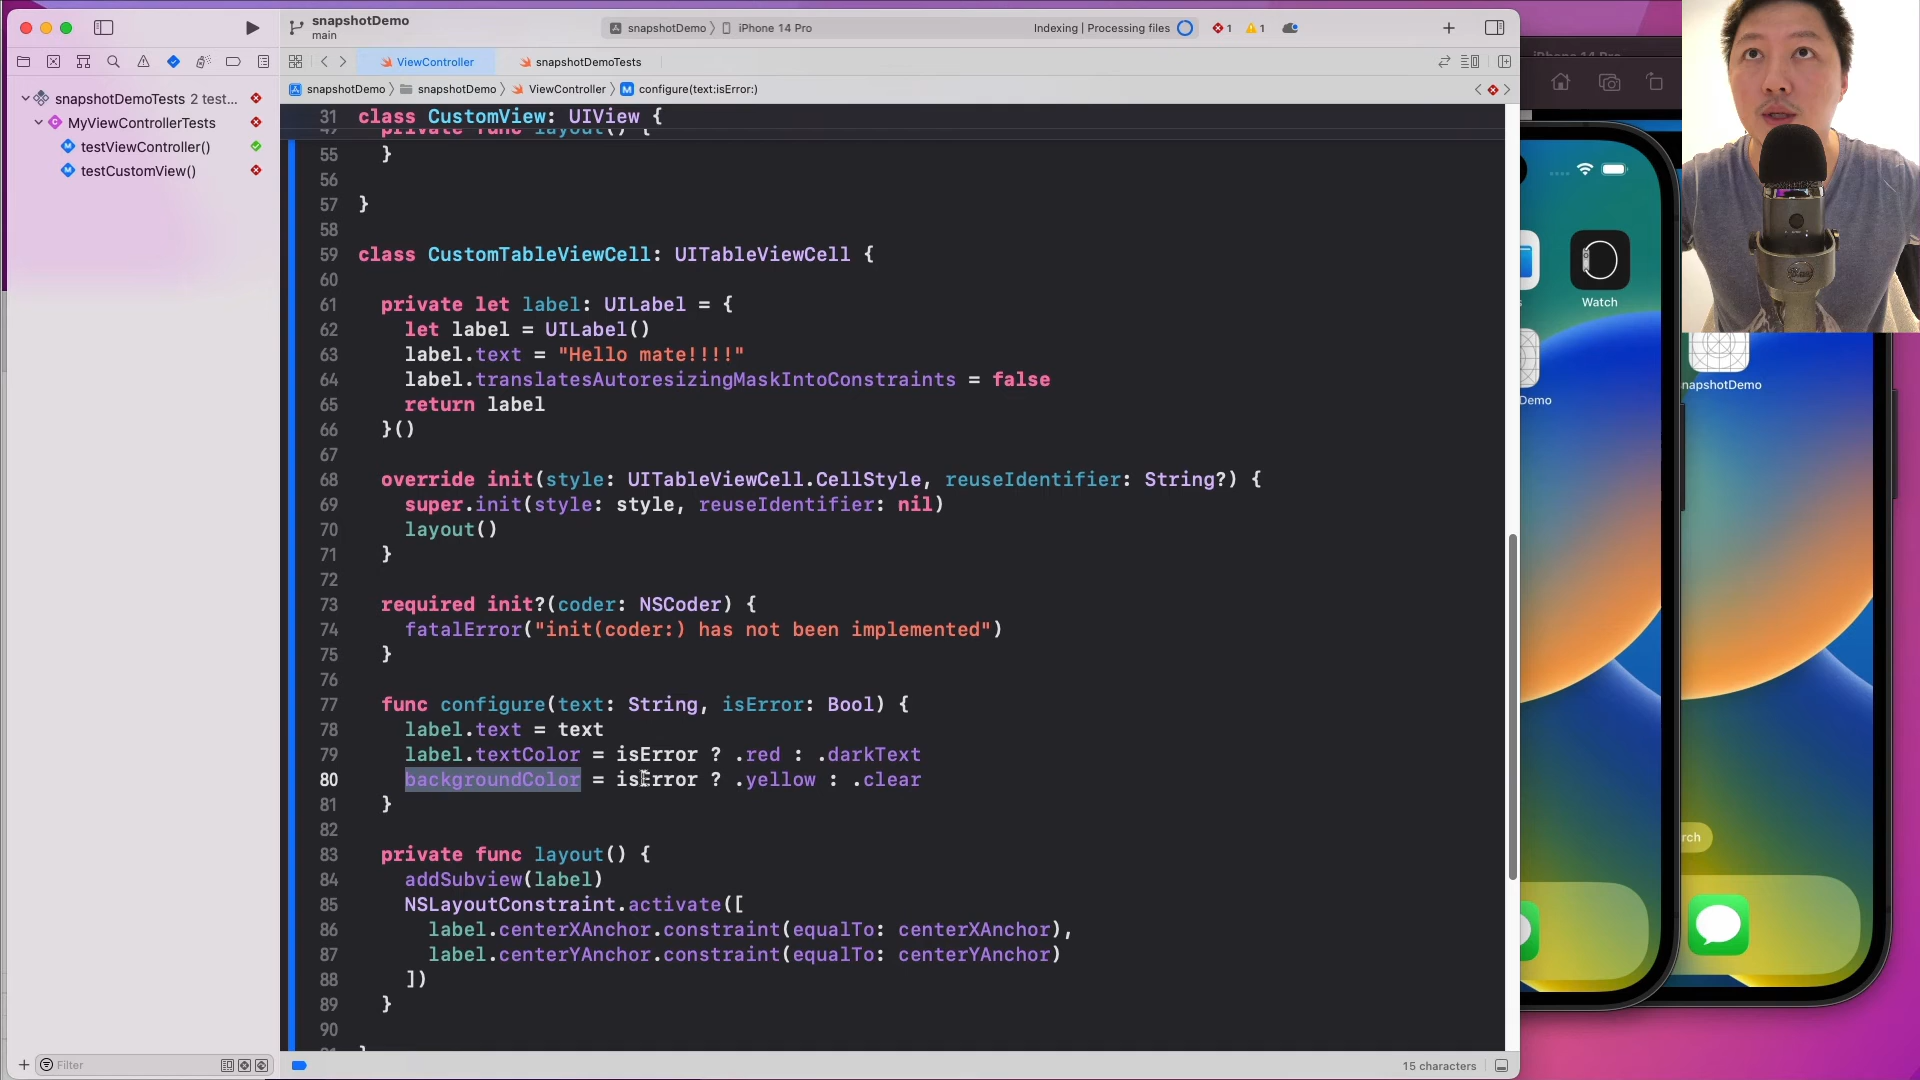 snapshotDemo
main
snapshotDemo
iPhone 14 Pro
Indexing | Processing files
1
1
ViewController
snapshotDemoTests
snapshotDemo
snapshotDemo
ViewController
M
configure(text:isError:)
snapshotDemoTests 2 test...
MyViewControllerTests
M testViewController()
M testCustomView()
31 class CustomView: UIView {
private func layout() {
55 }
56
57 }
58
59 class CustomTableViewCell: UITableViewCell {
60
61 private let label: UILabel = {
62 let label = UILabel()
63 label.text = "Hello mate!!!!"
64 label.translatesAutoresizingMaskIntoConstraints = false
65 return label
66 }()
67
68 override init(style: UITableViewCell.CellStyle, reuseIdentifier: String?) {
69 super.init(style: style, reuseIdentifier: nil)
70 layout()
71 }
72
73 required init?(coder: NSCoder) {
74 fatalError("init(coder:) has not been implemented")
75 }
76
77 func configure(text: String, isError: Bool) {
78 label.text = text
79 label.textColor = isError ? .red : .darkText
80 backgroundColor = isError ? .yellow : .clear
81 }
82
83 private func layout() {
84 addSubview(label)
85 NSLayoutConstraint.activate([
86 label.centerXAnchor.constraint(equalTo: centerXAnchor),
87 label.centerYAnchor.constraint(equalTo: centerYAnchor)
88 ])
89 }
90
Filter
15 characters
Watch
napshotDemo
Demo
rch